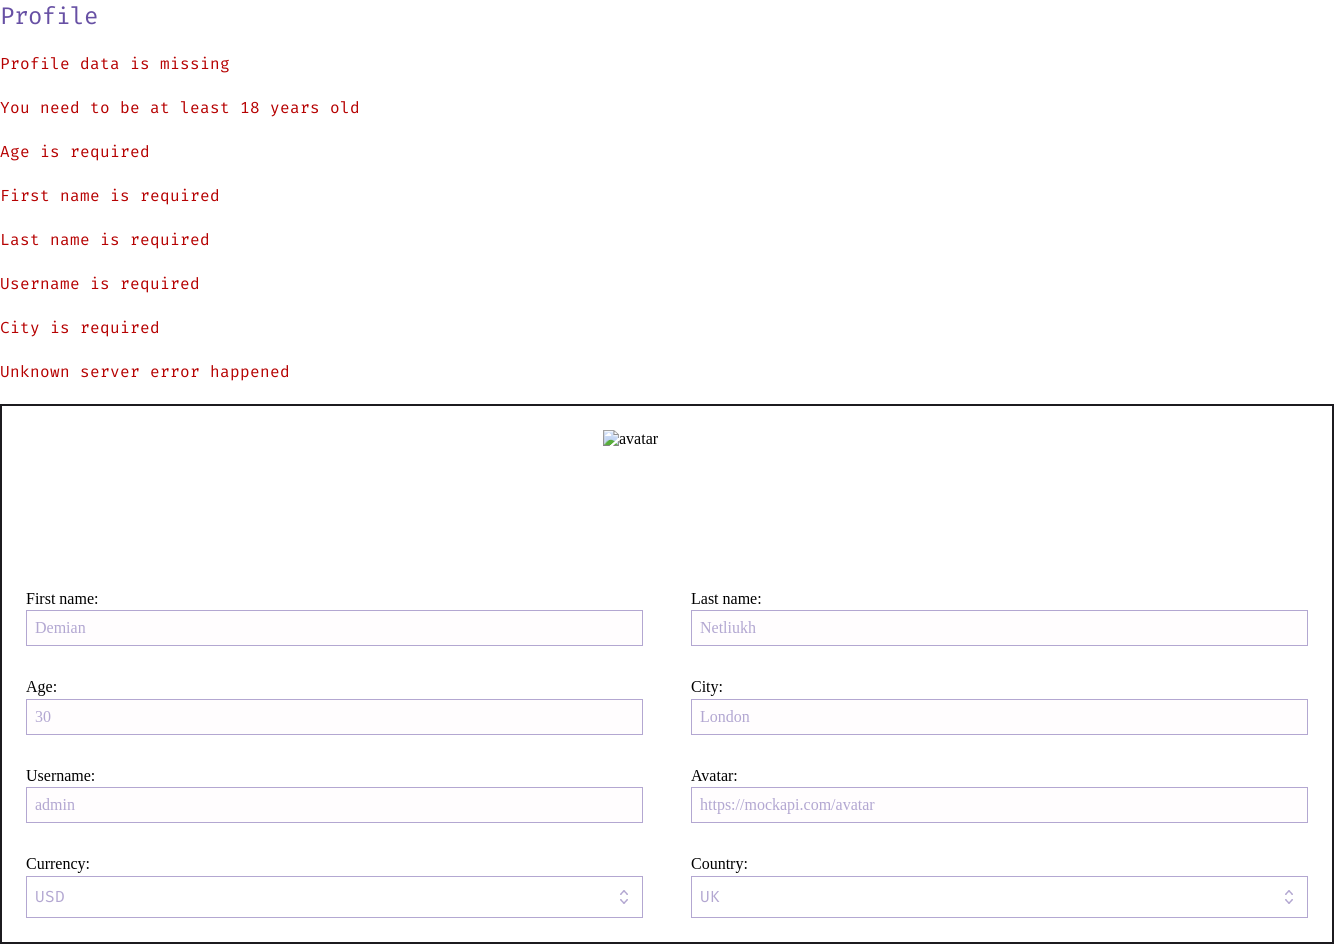 Profile
Profile data is missing
You need to be at least 18 years old
Age is required
First name is required
Last name is required
Username is required
City is required
Unknown server error happened
avatar
First name:
Last name:
Demian
Netliukh
Age:
City:
30
London
Username:
Avatar:
admin
https://mockapi.com/avatar
Currency:
Country:
USD
UK